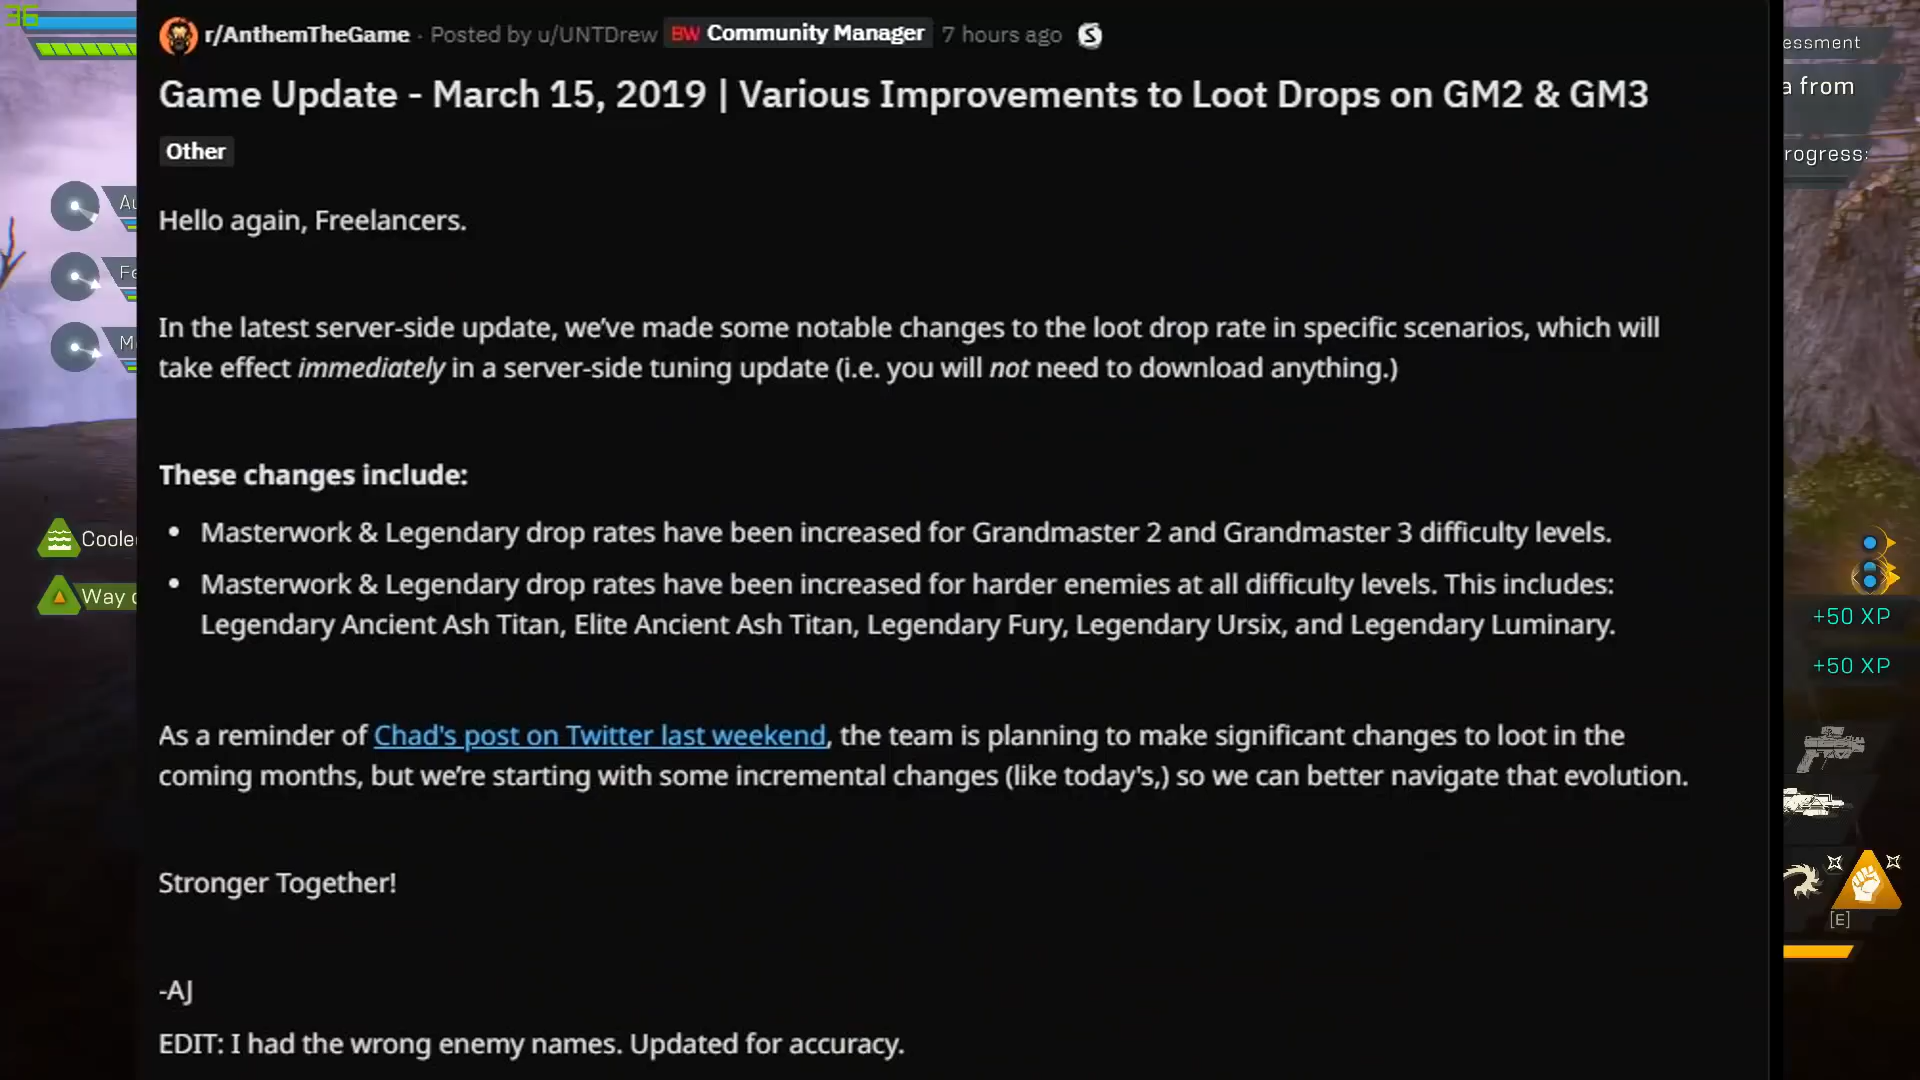 36
r/AnthemTheGame · Posted by u/UNTDrew BW Community Manager 7 hours ago S
Game Update - March 15, 2019 | Various Improvements to Loot Drops on GM2 & GM3
Other
Hello again, Freelancers.
In the latest server-side update, we've made some notable changes to the loot drop rate in specific scenarios, which will
take effect immediately in a server-side tuning update (i.e. you will not need to download anything.)
These changes include:
• Masterwork & Legendary drop rates have been increased for Grandmaster 2 and Grandmaster 3 difficulty levels.
• Masterwork & Legendary drop rates have been increased for harder enemies at all difficulty levels. This includes:
Legendary Ancient Ash Titan, Elite Ancient Ash Titan, Legendary Fury, Legendary Ursix, and Legendary Luminary.
As a reminder of Chad's post on Twitter last weekend, the team is planning to make significant changes to loot in the
coming months, but we're starting with some incremental changes (like today's,) so we can better navigate that evolution.
Stronger Together!
-AJ
EDIT: I had the wrong enemy names. Updated for accuracy.
Au
Fe
M
Coole
Way
essment
a from
rogress:
+50 XP
+50 XP
[E]